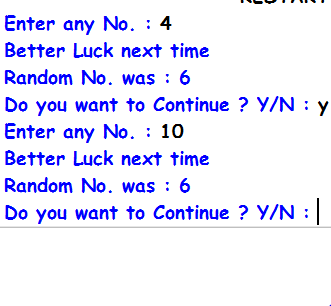 RESTART
Enter any No. : 4
Better Luck next time
Random No. was : 6
Do you want to Continue ? Y/N : y
Enter any No. : 10
Better Luck next time
Random No. was : 6
Do you want to Continue ? Y/N :